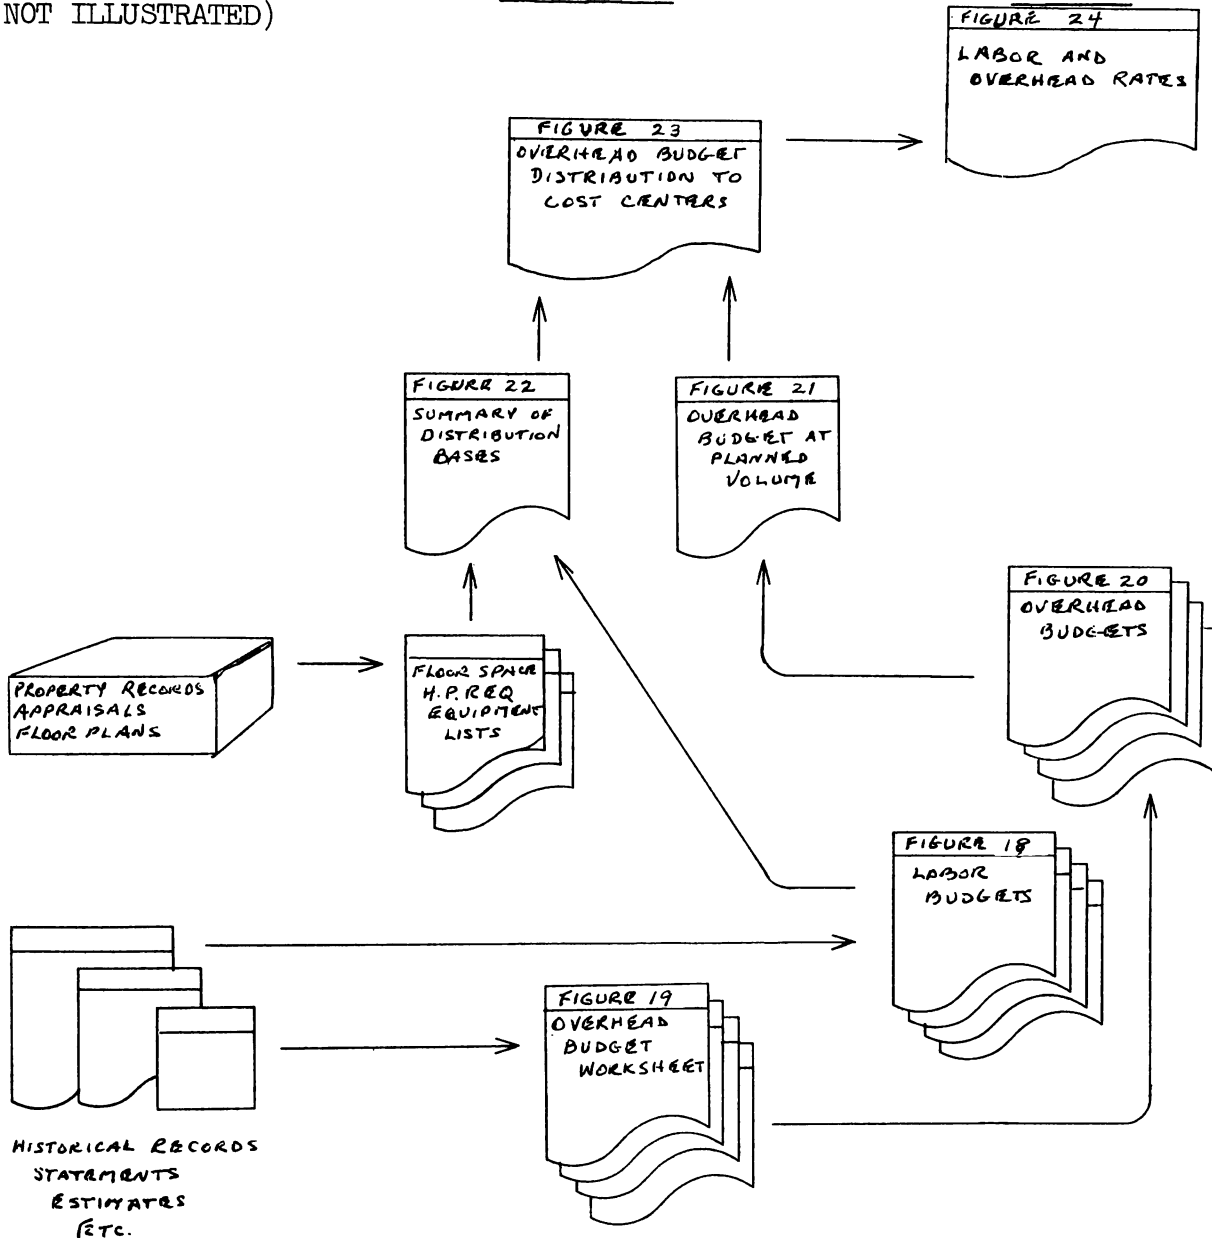 NOT ILLUSTRATED)
FIGURE 24
LABOR AND
OVERHEAD RATES
FIGURE 23
OVERHEAD BUDGET
DISTRIBUTION TO
COST CENTERS
FIGURE 22
SUMMARY OF
DISTRIBUTION
BASES
FIGURE 21
OVERHEAD
BUDGET AT
PLANNED
VOLUME
FIGURE 20
OVERHEAD
BUDGETS
PROPERTY RECORDS
APPRAISALS
FLOOR PLANS
FLOOR SPACE
H.P. REQ
EQUIPMENT
LISTS
FIGURE 18
LABOR
BUDGETS
FIGURE 19
OVERHEAD
BUDGET
WORKSHEET
HISTORICAL RECORDS
STATEMENTS
ESTIMATES
ETC.